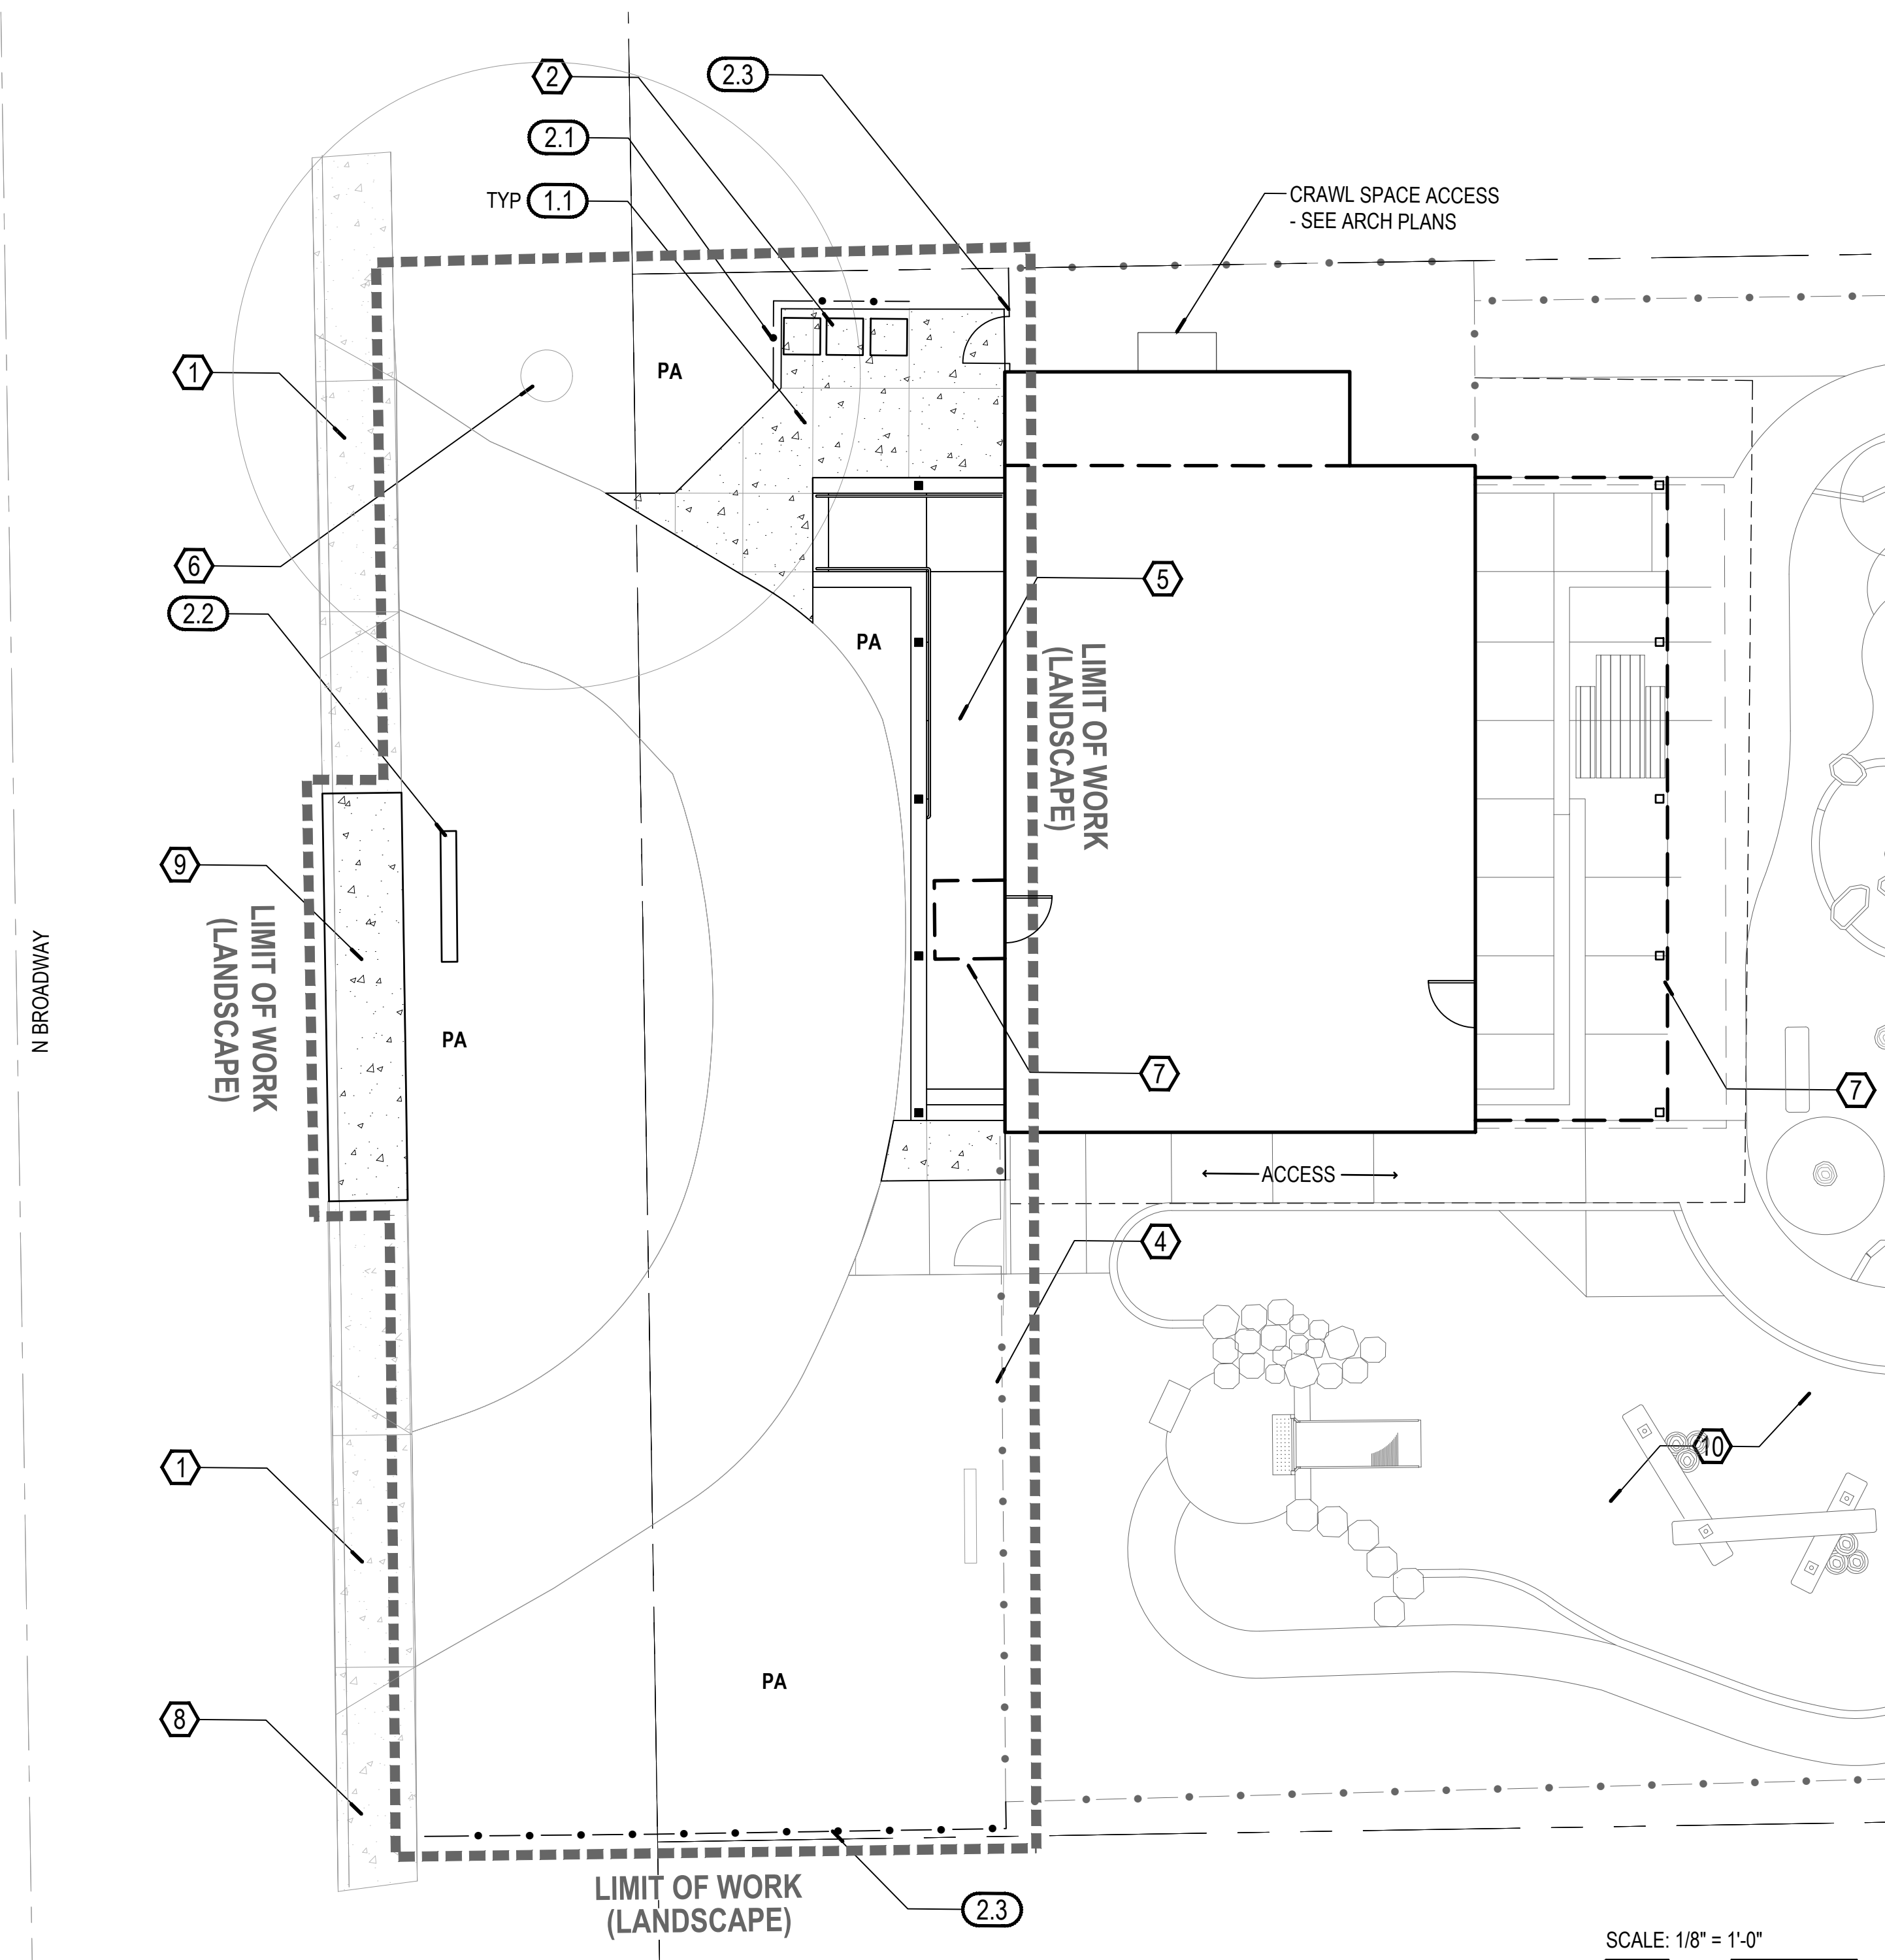 2
2.3
2.1
TYP 1.1
CRAWL SPACE ACCESS
- SEE ARCH PLANS
1
PA
6
5
2.2
PA
LIMIT OF WORK
(LANDSCAPE)
9
LIMIT OF WORK
(LANDSCAPE)
N BROADWAY
PA
7
7
ACCESS
4
10
1
PA
8
LIMIT OF WORK
(LANDSCAPE)
2.3
SCALE: 1/8" = 1'-0"